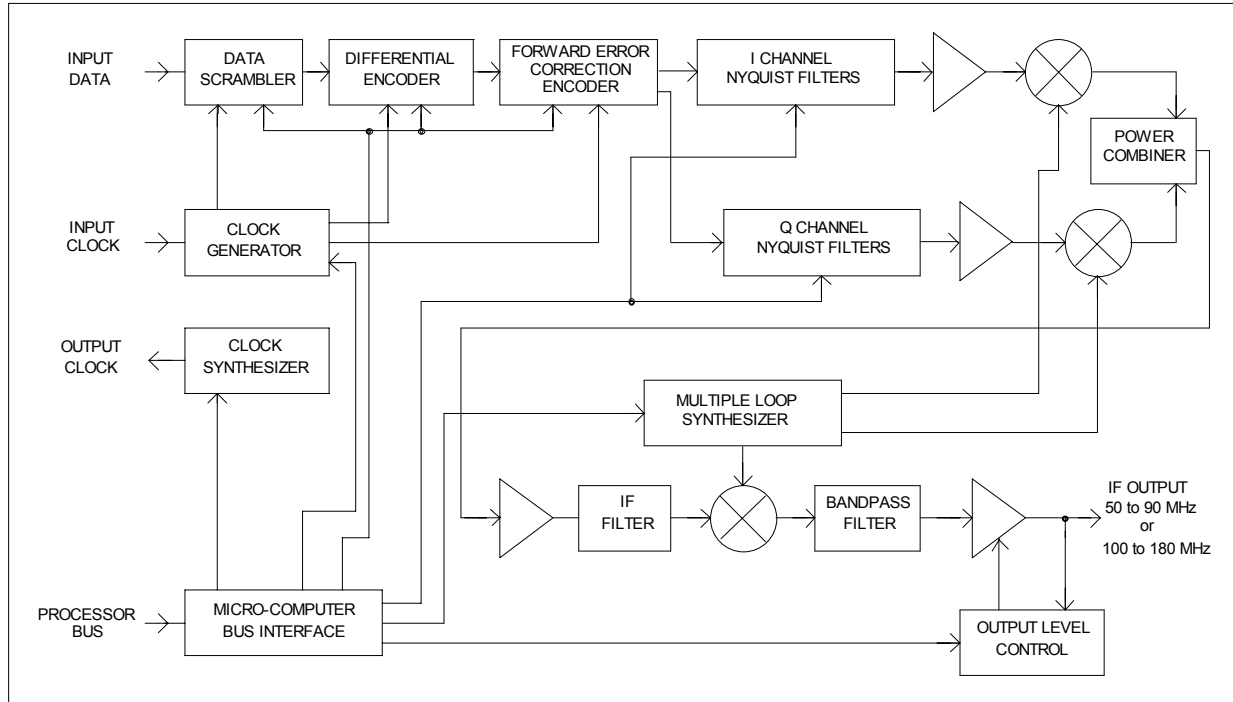 INPUT
DATA
DATA
SCRAMBLER
DIFFERENTIAL
ENCODER
FORWARD ERROR
CORRECTION
ENCODER
I CHANNEL
NYQUIST FILTERS
POWER
COMBINER
INPUT
CLOCK
CLOCK
GENERATOR
Q CHANNEL
NYQUIST FILTERS
OUTPUT
CLOCK
CLOCK
SYNTHESIZER
MULTIPLE LOOP
SYNTHESIZER
IF
FILTER
BANDPASS
FILTER
IF OUTPUT
50 to 90 MHz
or
100 to 180 MHz
PROCESSOR
BUS
MICRO-COMPUTER
BUS INTERFACE
OUTPUT LEVEL
CONTROL